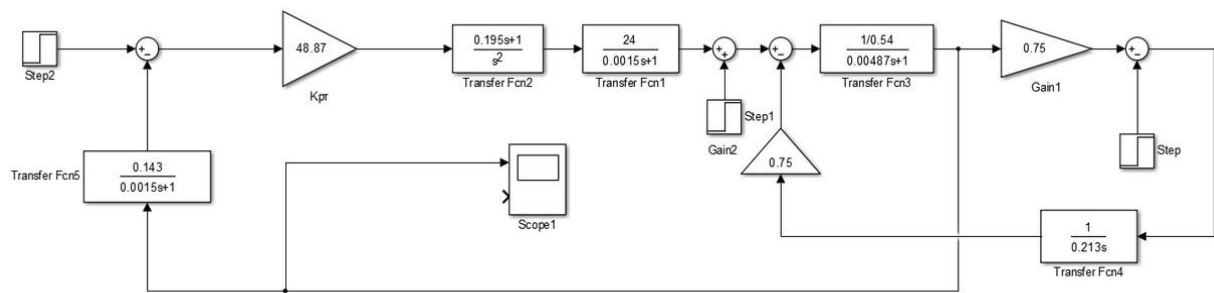 Step2
+
−
48.87
Kpr
0.195s+1
s²
Transfer Fcn2
24
0.0015s+1
Transfer Fcn1
+
+
+
−
1/0.54
0.00487s+1
Transfer Fcn3
0.75
Gain1
+
−
Step1
Gain2
0.75
Step
0.143
0.0015s+1
Transfer Fcn5
Scope1
1
0.213s
Transfer Fcn4